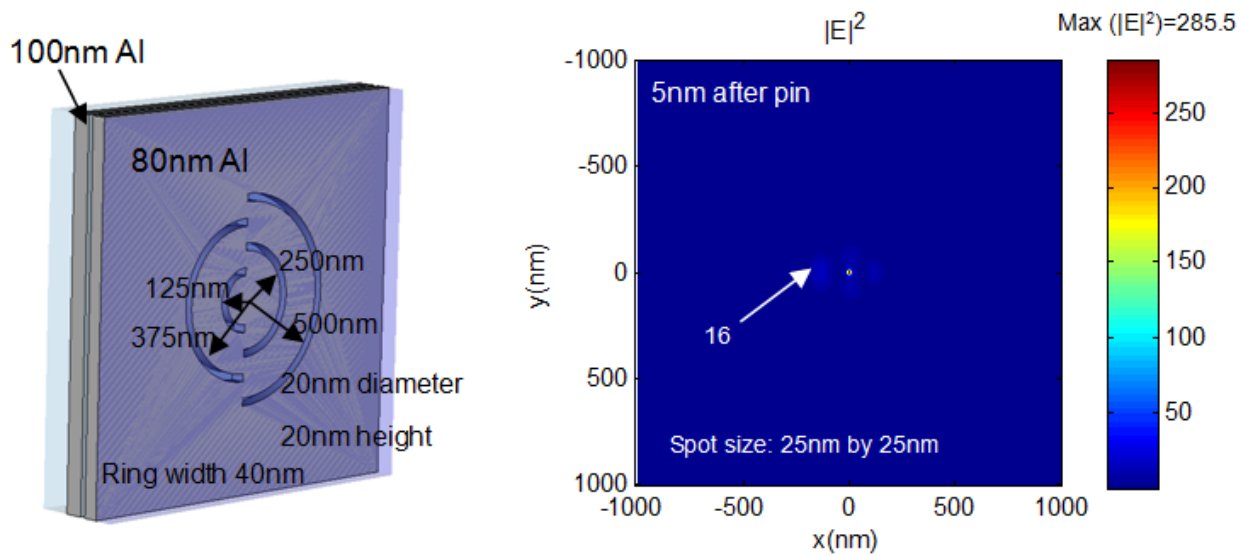 100nm Al
80nm Al
250nm
125nm
500nm
375nm
20nm diameter
20nm height
Ring width 40nm
|E|²
Max (|E|²)=285.5
5nm after pin
16
Spot size: 25nm by 25nm
y(nm)
-1000
-500
0
500
1000
-1000
-500
0
500
1000
x(nm)
250
200
150
100
50